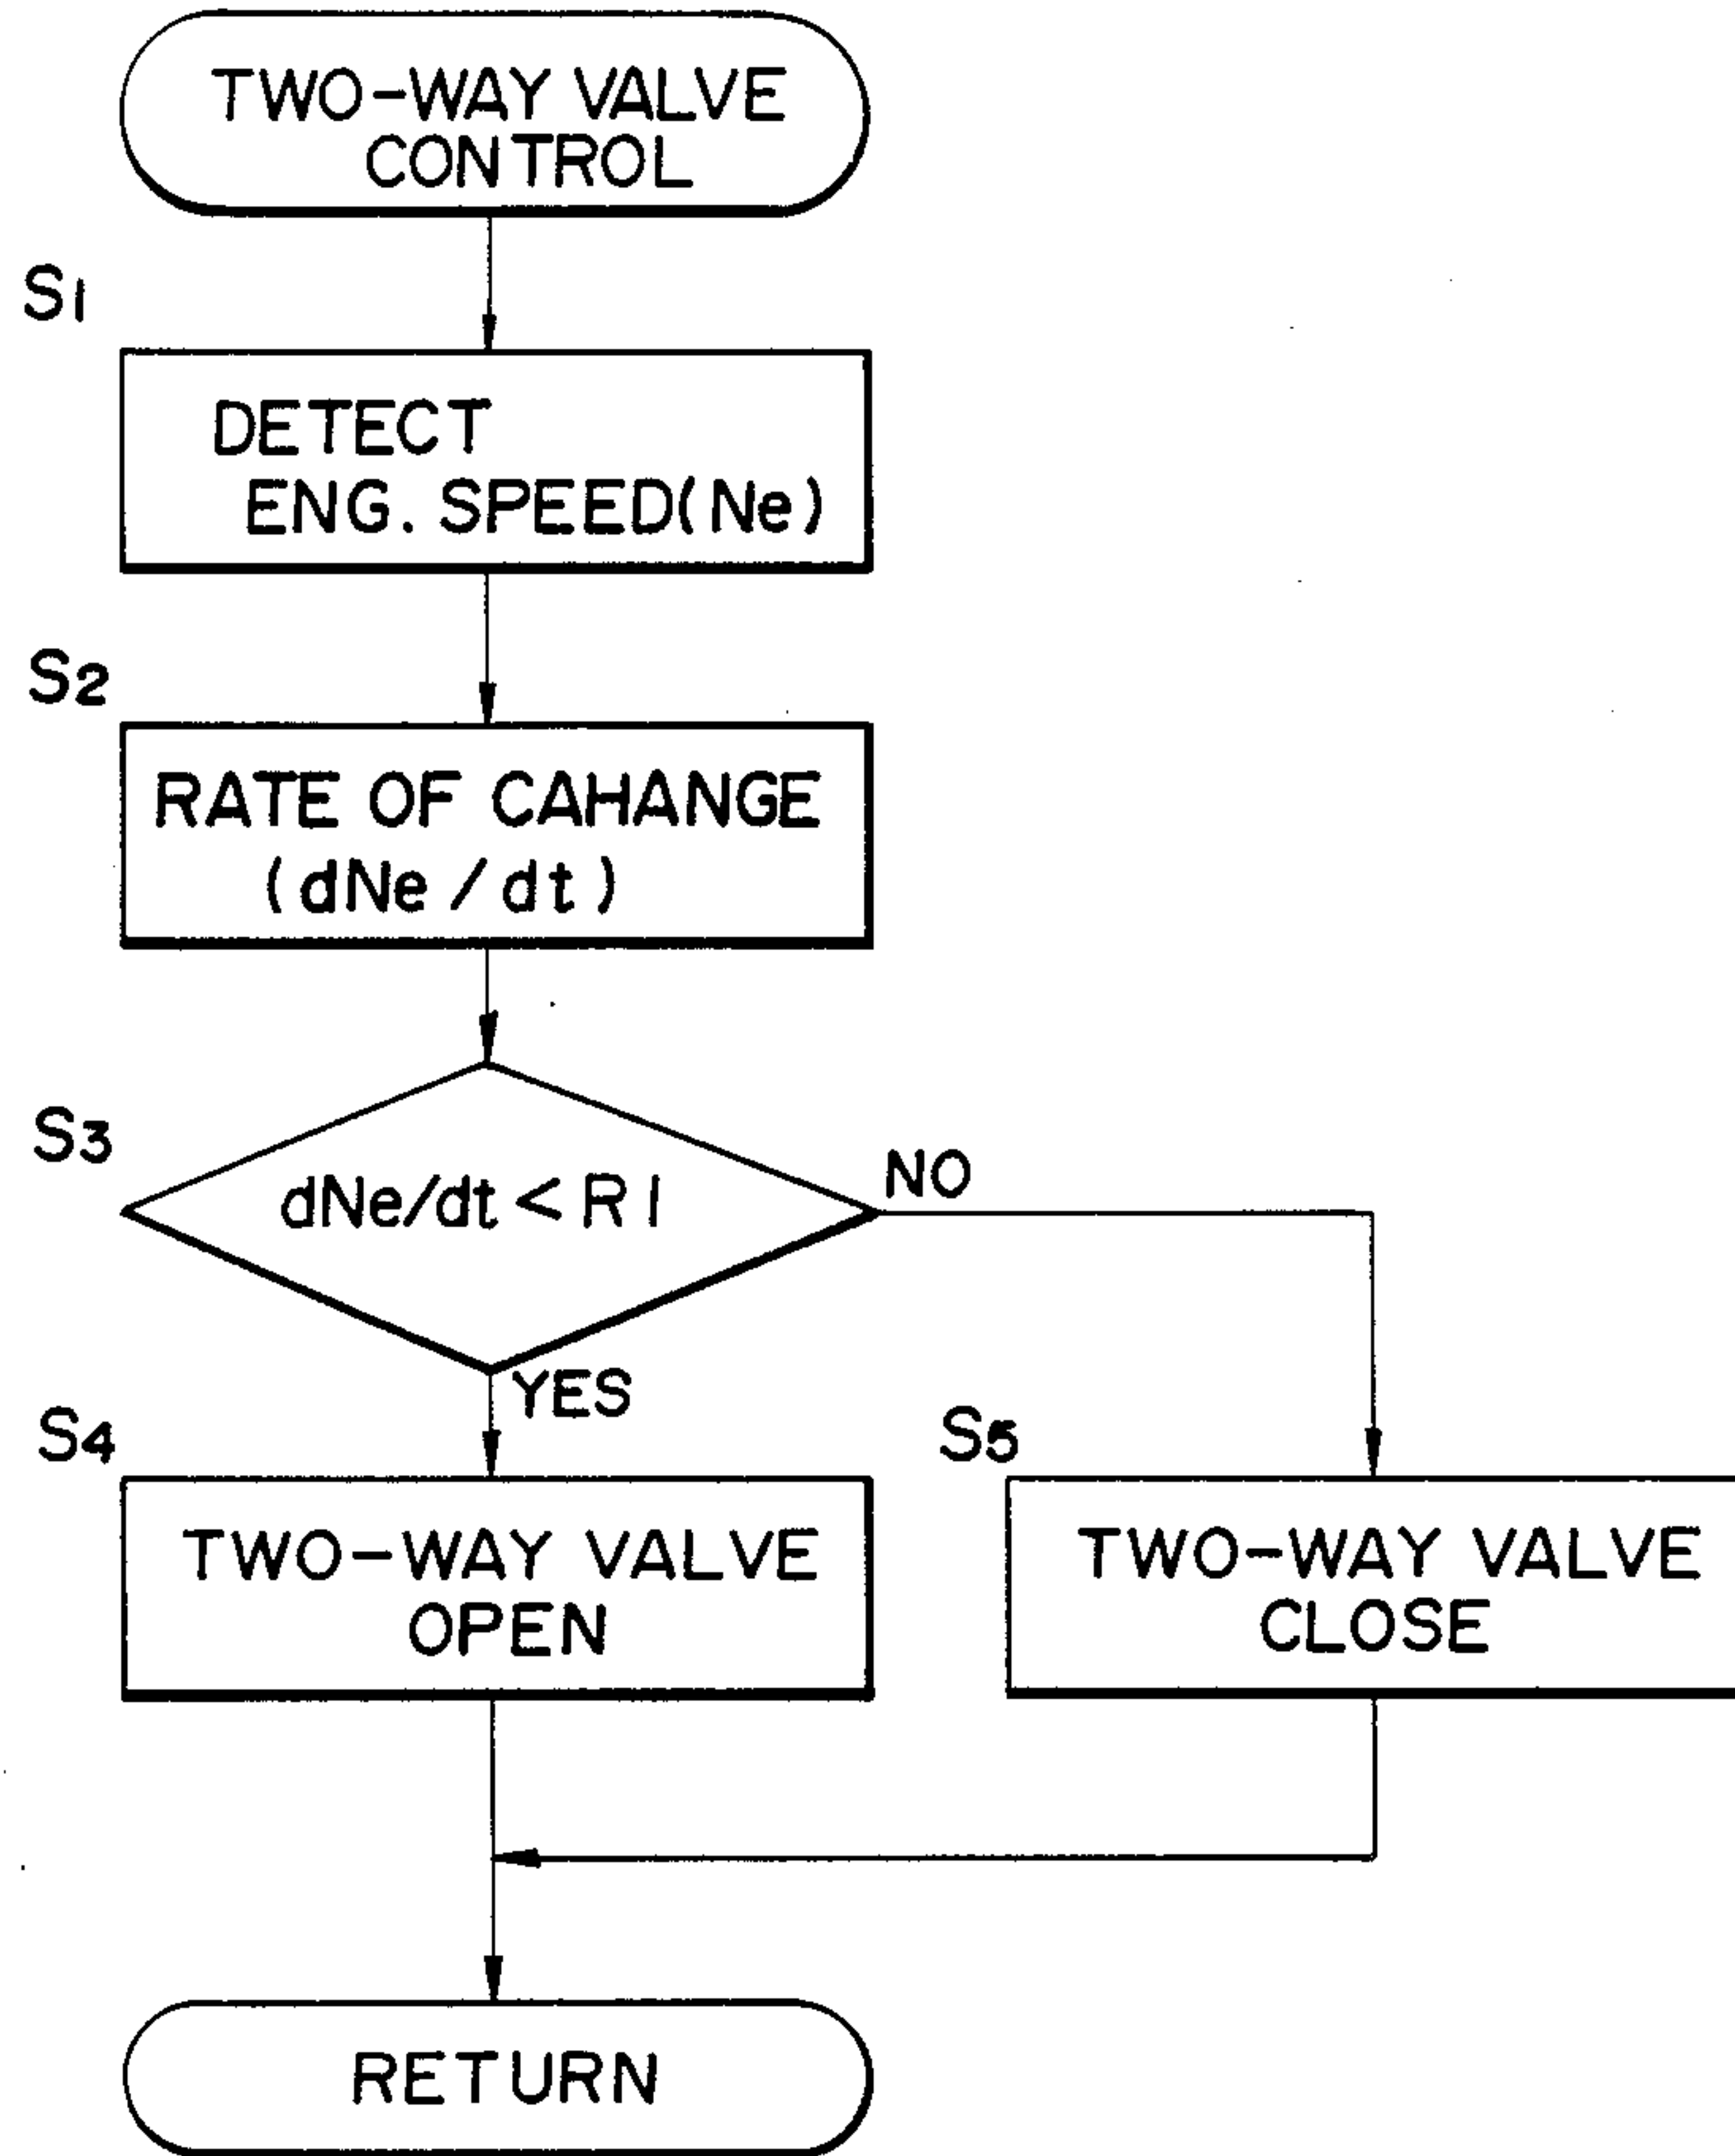 TWO-WAY VALVE
CONTROL
S1
DETECT
ENG. SPEED(Ne)
S2
RATE OF CAHANGE
(dNe/dt)
S3
dNe/dt < R1
NO
YES
S4
TWO-WAY VALVE
OPEN
S5
TWO-WAY VALVE
CLOSE
RETURN